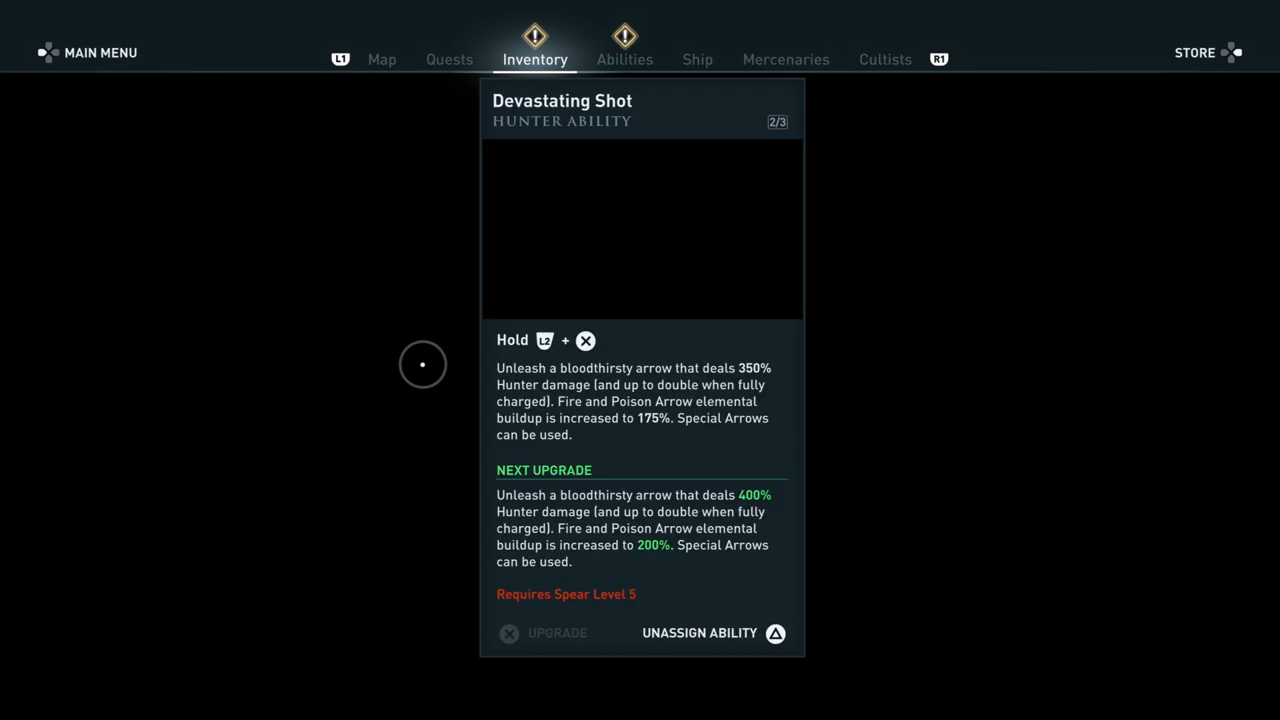 MAIN MENU
L1 Map Quests Inventory Abilities Ship Mercenaries Cultists R1
STORE
Devastating Shot
HUNTER ABILITY
2/3
Hold L2 +
Unleash a bloodthirsty arrow that deals 350%
Hunter damage (and up to double when fully
charged). Fire and Poison Arrow elemental
buildup is increased to 175%. Special Arrows
can be used.
NEXT UPGRADE
Unleash a bloodthirsty arrow that deals 400%
Hunter damage (and up to double when fully
charged). Fire and Poison Arrow elemental
buildup is increased to 200%. Special Arrows
can be used.
Requires Spear Level 5
UPGRADE UNASSIGN ABILITY